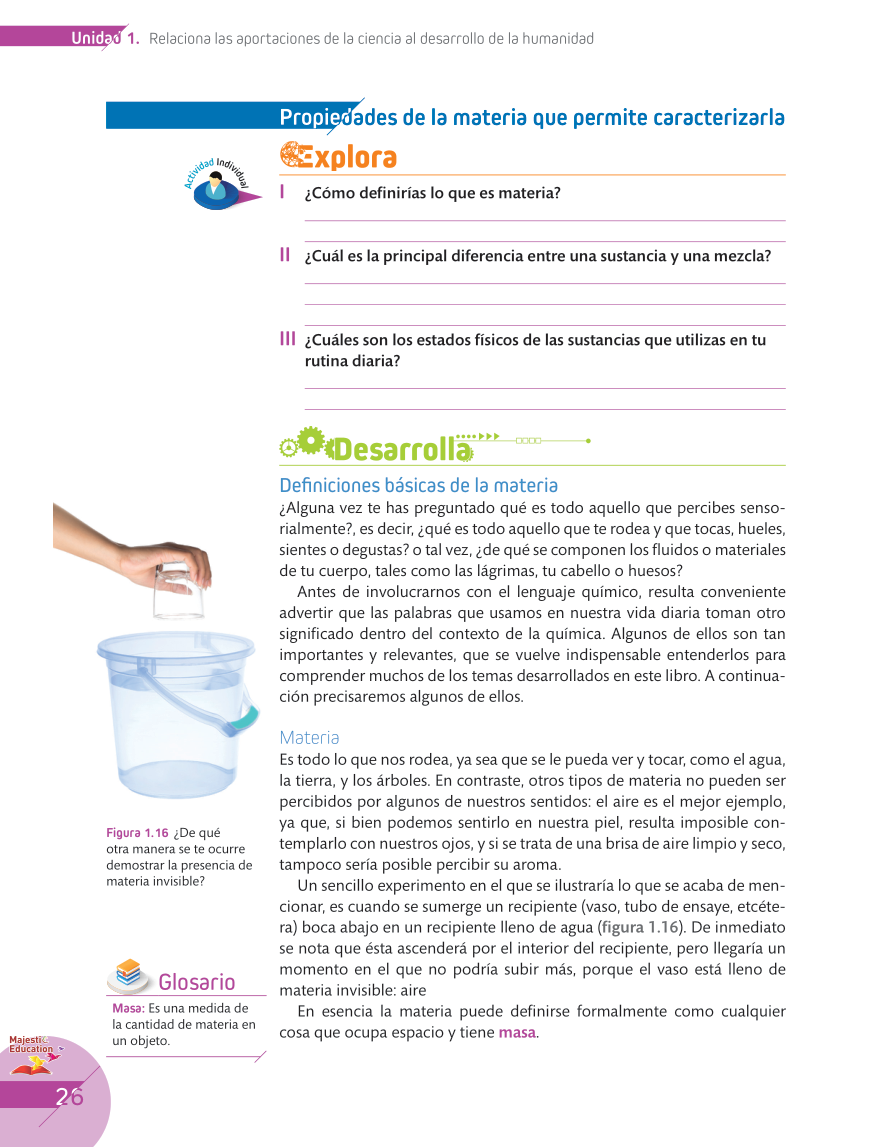 Unidad 1. Relaciona las aportaciones de la ciencia al desarrollo de la humanidad
Propiedades de la materia que permite caracterizarla
Actividad Individual
Explora
I ¿Cómo definirías lo que es materia?
II ¿Cuál es la principal diferencia entre una sustancia y una mezcla?
III ¿Cuáles son los estados físicos de las sustancias que utilizas en tu
rutina diaria?
Desarrolla
Definiciones básicas de la materia
¿Alguna vez te has preguntado qué es todo aquello que percibes senso-
rialmente?, es decir, ¿qué es todo aquello que te rodea y que tocas, hueles,
sientes o degustas? o tal vez, ¿de qué se componen los fluidos o materiales
de tu cuerpo, tales como las lágrimas, tu cabello o huesos?
Antes de involucrarnos con el lenguaje químico, resulta conveniente
advertir que las palabras que usamos en nuestra vida diaria toman otro
significado dentro del contexto de la química. Algunos de ellos son tan
importantes y relevantes, que se vuelve indispensable entenderlos para
comprender muchos de los temas desarrollados en este libro. A continua-
ción precisaremos algunos de ellos.
Materia
Es todo lo que nos rodea, ya sea que se le pueda ver y tocar, como el agua,
la tierra, y los árboles. En contraste, otros tipos de materia no pueden ser
percibidos por algunos de nuestros sentidos: el aire es el mejor ejemplo,
ya que, si bien podemos sentirlo en nuestra piel, resulta imposible con-
templarlo con nuestros ojos, y si se trata de una brisa de aire limpio y seco,
tampoco sería posible percibir su aroma.
Un sencillo experimento en el que se ilustraría lo que se acaba de men-
cionar, es cuando se sumerge un recipiente (vaso, tubo de ensaye, etcéte-
ra) boca abajo en un recipiente lleno de agua (figura 1.16). De inmediato
se nota que ésta ascenderá por el interior del recipiente, pero llegaría un
momento en el que no podría subir más, porque el vaso está lleno de
materia invisible: aire
En esencia la materia puede definirse formalmente como cualquier
cosa que ocupa espacio y tiene masa.
Figura 1.16 ¿De qué
otra manera se te ocurre
demostrar la presencia de
materia invisible?
Glosario
Masa: Es una medida de
la cantidad de materia en
un objeto.
Majestic
Education
26